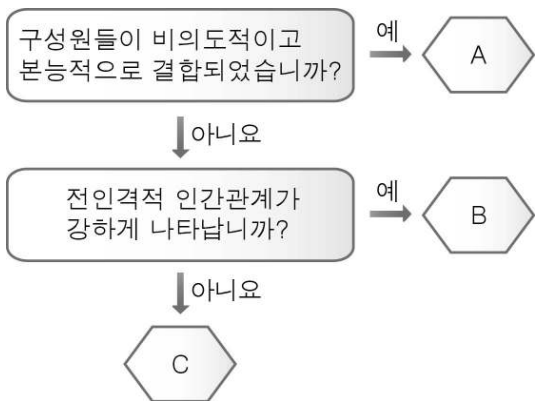 구성원들이 비의도적이고
본능적으로 결합되었습니까?
예
A
아니요
전인격적 인간관계가
강하게 나타납니까?
예
B
아니요
C